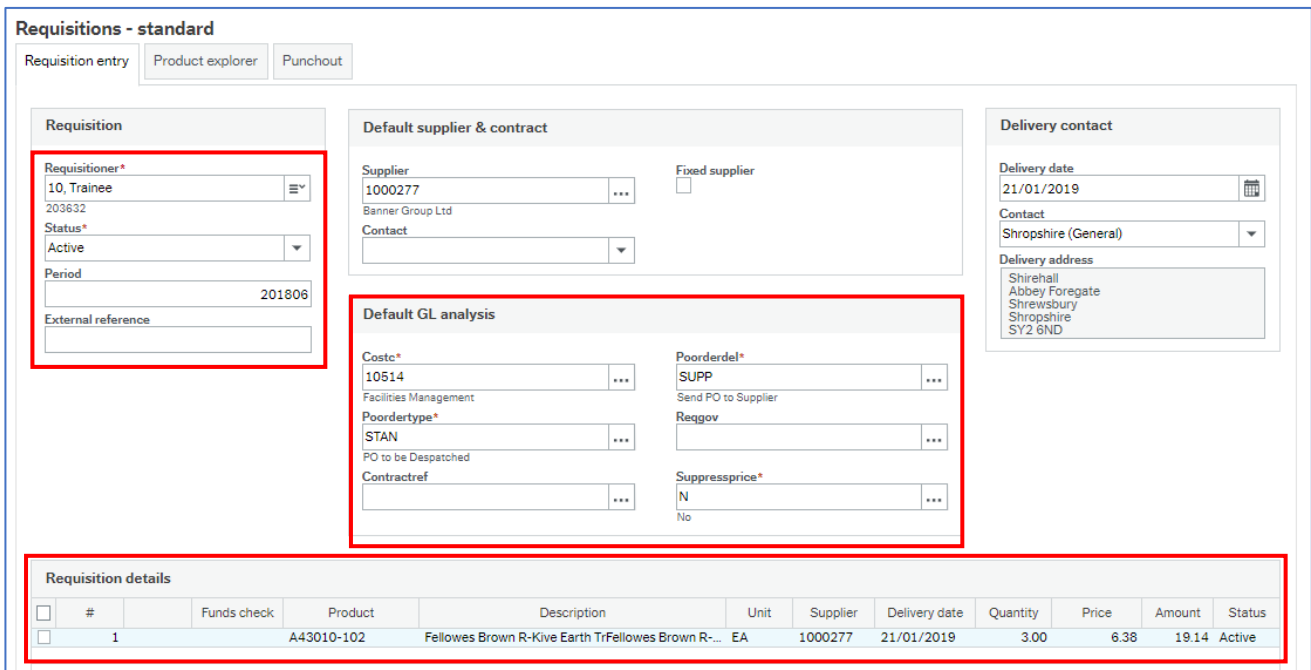 Requisitions - standard
Requisition entry Product explorer Punchout
Requisition
Requisitioner*
10, Trainee
203632
Status*
Active
Period
201806
External reference
Default supplier & contract
Supplier
1000277
Banner Group Ltd
Contact
Fixed supplier
Default GL analysis
Costc*
10514
Facilities Management
Poordertype*
STAN
PO to be Despatched
Contractref
Poorderdel*
SUPP
Send PO to Supplier
Reqgov
Suppressprice*
N
No
Delivery contact
Delivery date
21/01/2019
Contact
Shropshire (General)
Delivery address
Shirehall
Abbey Foregate
Shrewsbury
Shropshire
SY2 6ND
Requisition details
# Funds check Product Description Unit Supplier Delivery date Quantity Price Amount Status
1 A43010-102 Fellowes Brown R-Kive Earth TrFellowes Brown R-... EA 1000277 21/01/2019 3.00 6.38 19.14 Active